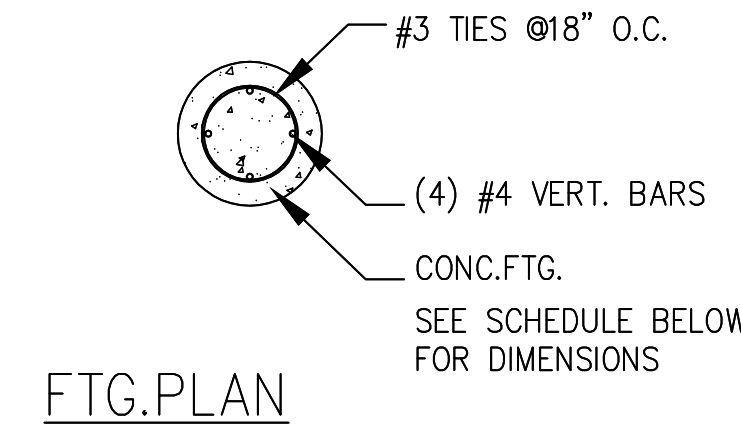 #3 TIES @18" O.C.
(4) #4 VERT. BARS
CONC.FTG.
SEE SCHEDULE BELOW
FOR DIMENSIONS
FTG.PLAN